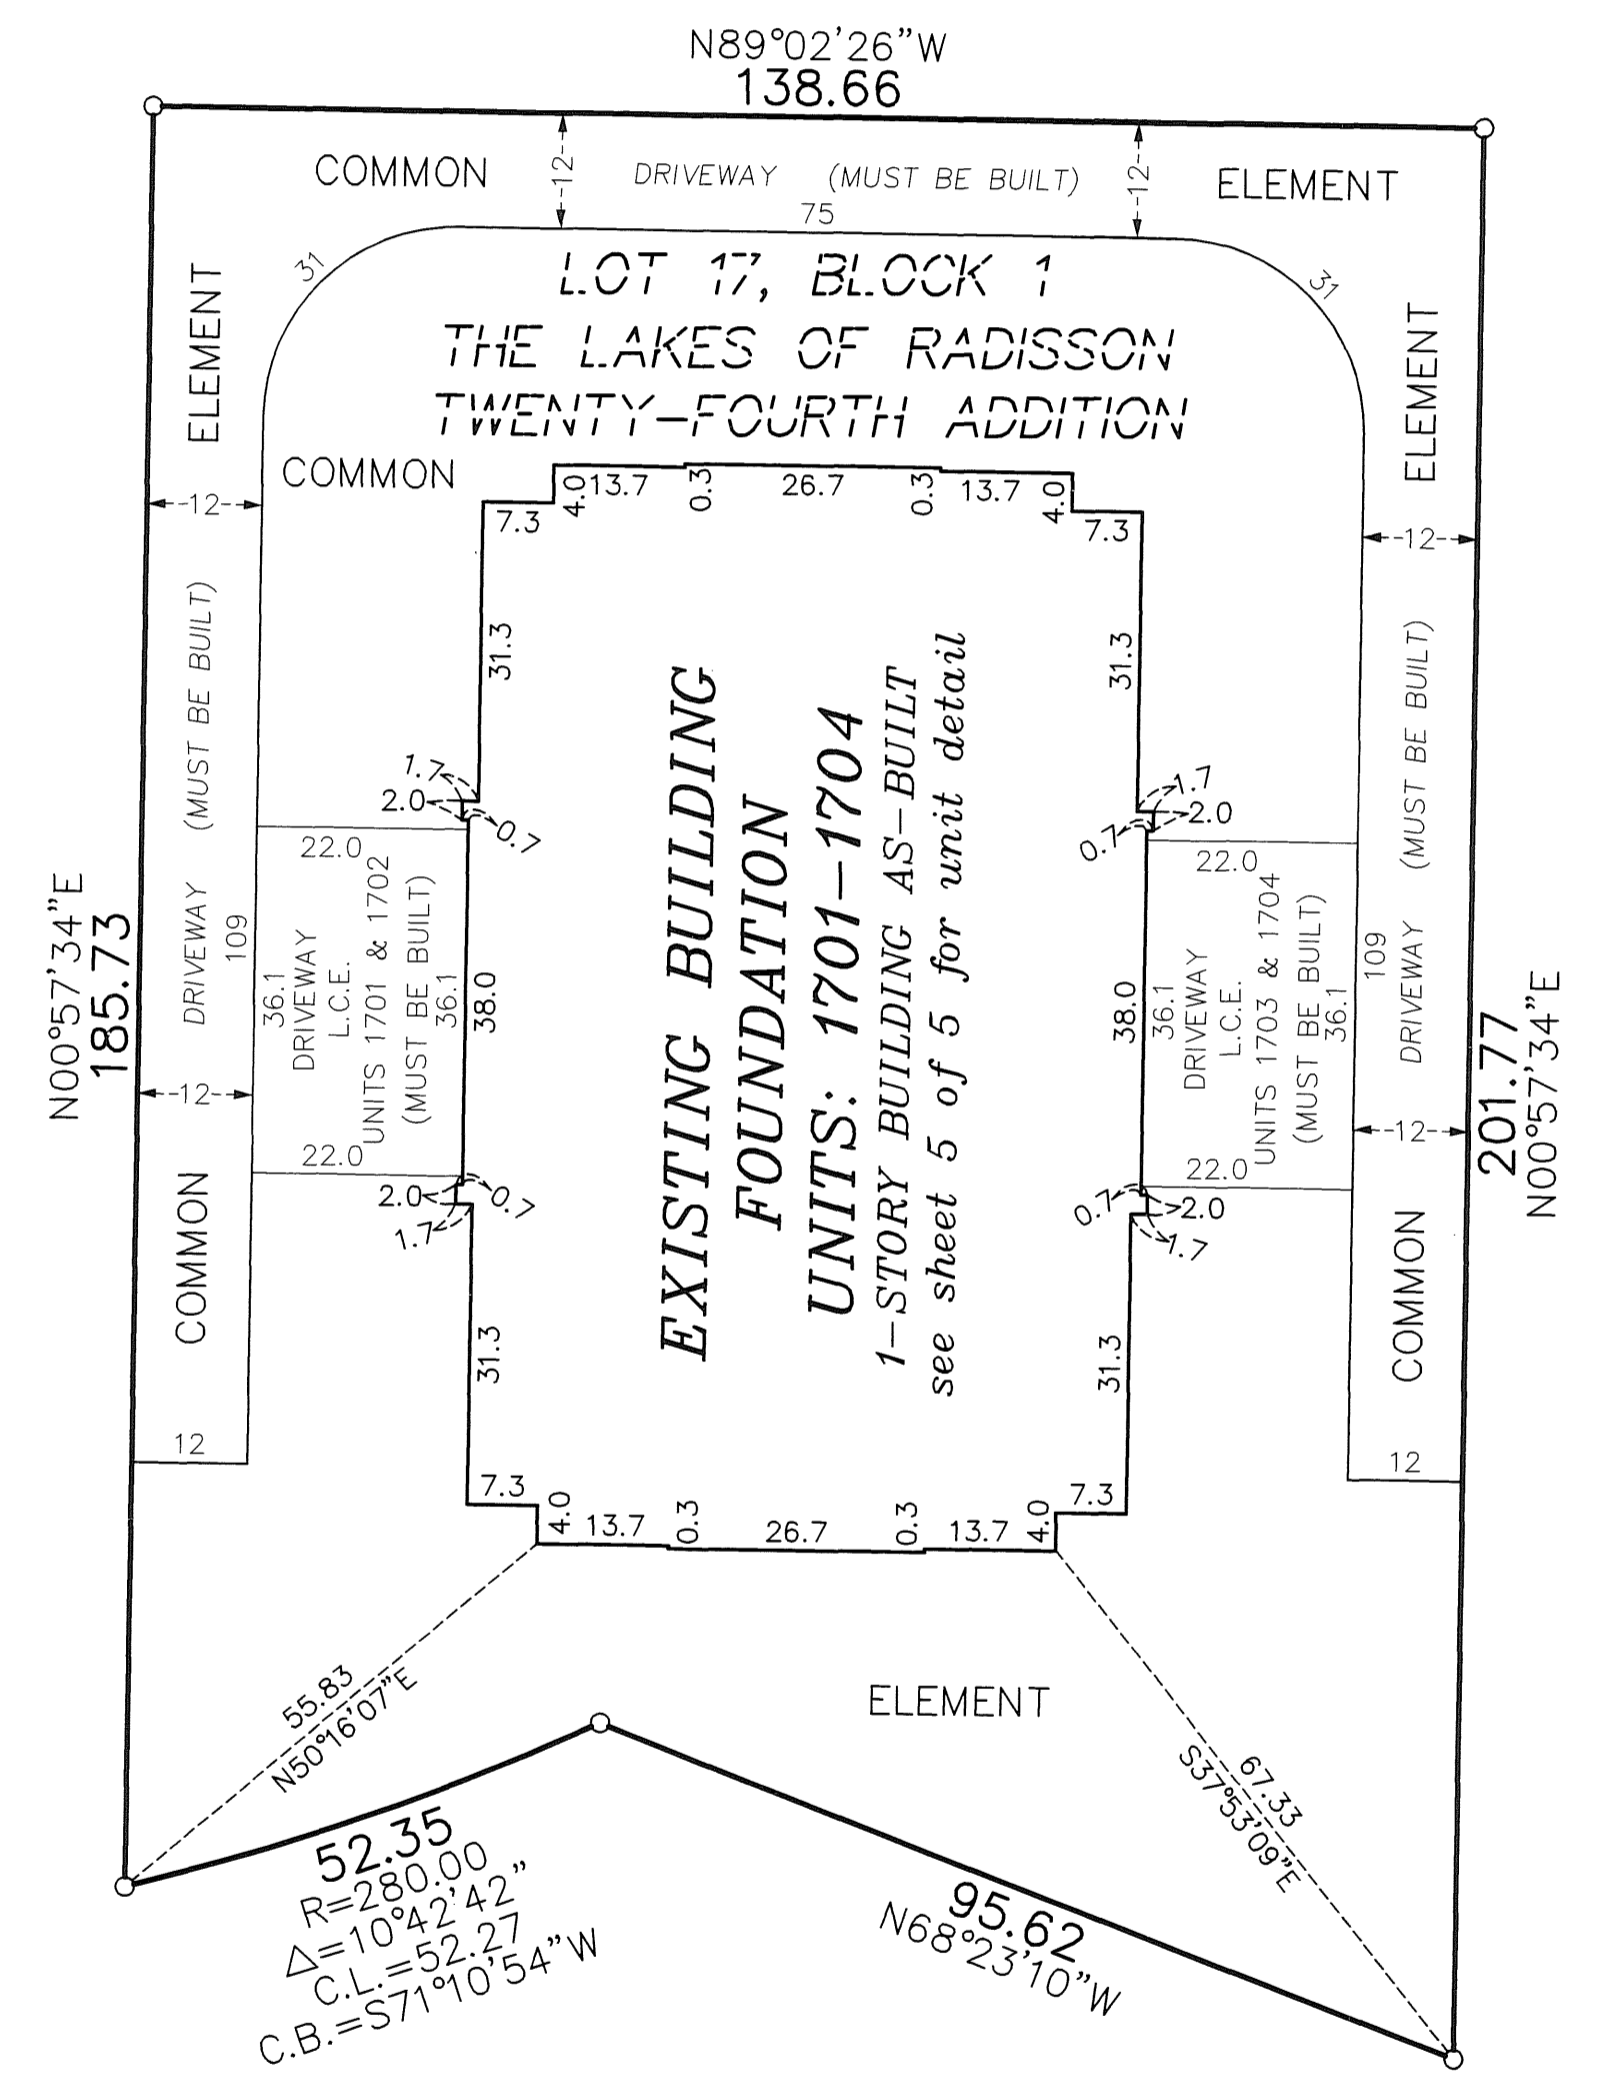 N89°02'26"W
138.66
COMMON
-12-
DRIVEWAY (MUST BE BUILT)
-12-
ELEMENT
75
31
31
LOT 17, BLOCK 1
THE LAKES OF RADISSON
TWENTY-FOURTH ADDITION
ELEMENT
ELEMENT
COMMON
7.3
4.0
13.7
0.3
26.7
0.3
13.7
4.0
7.3
-12-
-12-
(MUST BE BUILT)
DRIVEWAY
31.3
31.3
(MUST BE BUILT)
DRIVEWAY
1.7
2.0
0.7
1.7
2.0
0.7
22.0
22.0
N00°57'34"E
185.73
109
36.1
DRIVEWAY
L.C.E.
UNITS 1701 & 1702
(MUST BE BUILT)
36.1
38.0
EXISTING BUILDING
FOUNDATION
UNITS: 1701-1704
1-STORY BUILDING AS-BUILT
see sheet 5 of 5 for unit detail
38.0
36.1
DRIVEWAY
L.C.E.
UNITS 1703 & 1704
(MUST BE BUILT)
36.1
109
201.77
N00°57'34"E
-12-
-12-
22.0
22.0
2.0
0.7
1.7
0.7
2.0
1.7
COMMON
COMMON
31.3
31.3
12
12
7.3
4.0
13.7
0.3
26.7
0.3
13.7
4.0
7.3
55.83
N50°16'07"E
ELEMENT
67.33
S37°53'09"E
52.35
R=280.00
Δ=10°42'42"
C.L.=52.27
C.B.=S71°10'54"W
95.62
N68°23'10"W